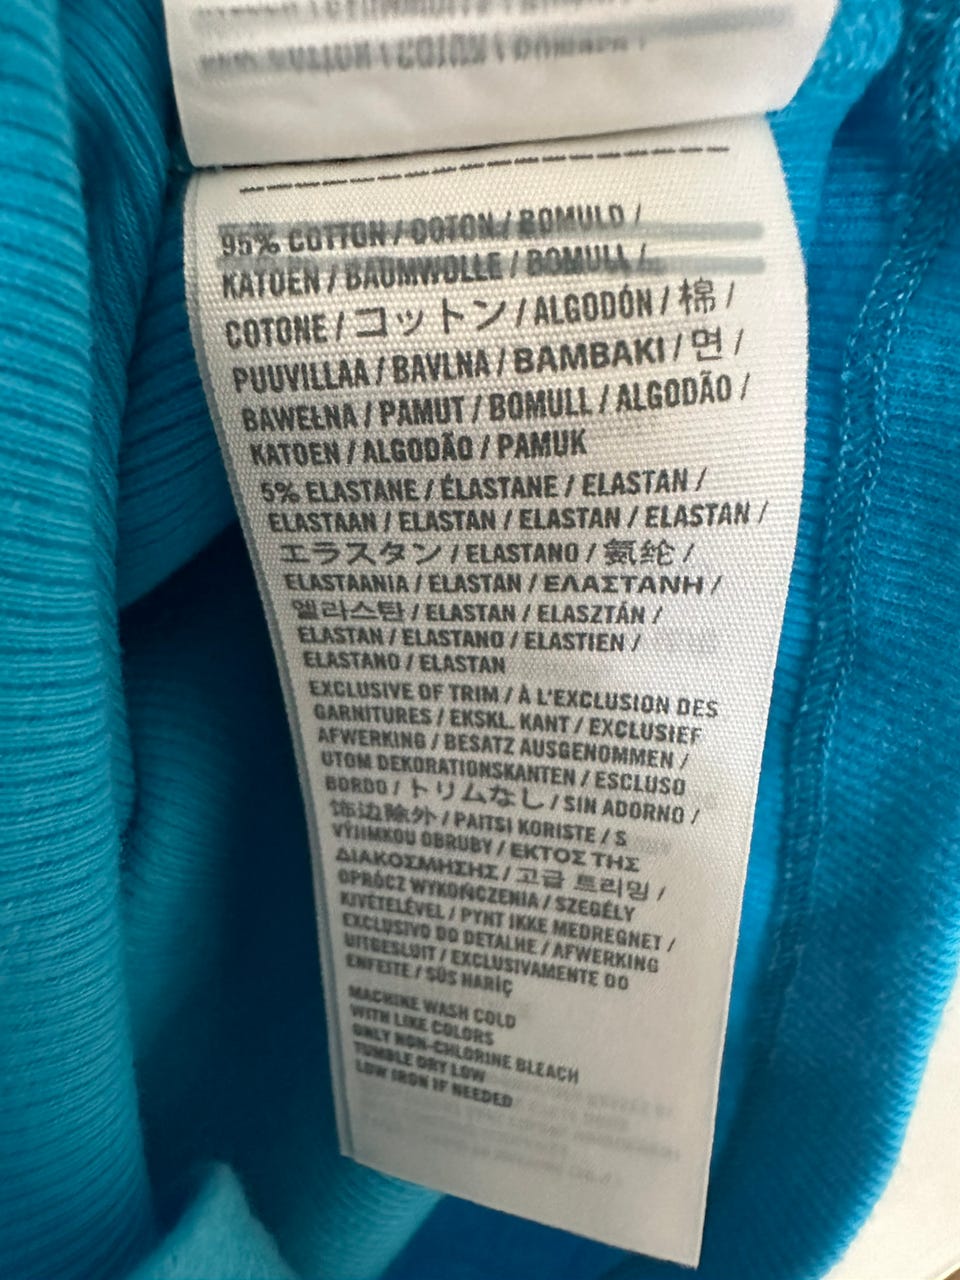 95% COTTON / COTON / BOMULD /
KATOEN / BAUMWOLLE / BOMULL /
COTONE / コットン / ALGODÓN / 棉 /
PUUVILLAA / BAVLNA / BAMBAKI / 면 /
BAWEŁNA / PAMUT / BOMULL / ALGODÃO /
KATOEN / ALGODÃO / PAMUK
5% ELASTANE / ÉLASTANE / ELASTAN /
ELASTAAN / ELASTAN / ELASTAN / ELASTAN /
エラスタン / ELASTANO / 氨纶 /
ELASTAANIA / ELASTAN / ΕΛΑΣΤΑΝΗ /
엘라스탄 / ELASTAN / ELASZTÁN /
ELASTAN / ELASTANO / ELASTIEN /
ELASTANO / ELASTAN
EXCLUSIVE OF TRIM / À L'EXCLUSION DES
GARNITURES / EKSKL. KANT / EXCLUSIEF
AFWERKING / BESATZ AUSGENOMMEN /
UTOM DEKORATIONSKANTEN / ESCLUSO
BORDO / トリムなし / SIN ADORNO /
饰边除外 / PAITSI KORISTE / S
VÝJIMKOU OBRUBY / ΕΚΤΟΣ ΤΗΣ
ΔΙΑΚΟΣΜΗΣΗΣ / 고급 트리밍 /
OPRÓCZ WYKOŃCZENIA / SZEGÉLY
KIVÉTELÉVEL / PYNT IKKE MEDREGNET /
EXCLUSIVO DO DETALHE / AFWERKING
UITGESLUIT / EXCLUSIVAMENTE DO
ENFEITE / SÜS HARİÇ
MACHINE WASH COLD
WITH LIKE COLORS
ONLY NON-CHLORINE BLEACH
TUMBLE DRY LOW
LOW IRON IF NEEDED